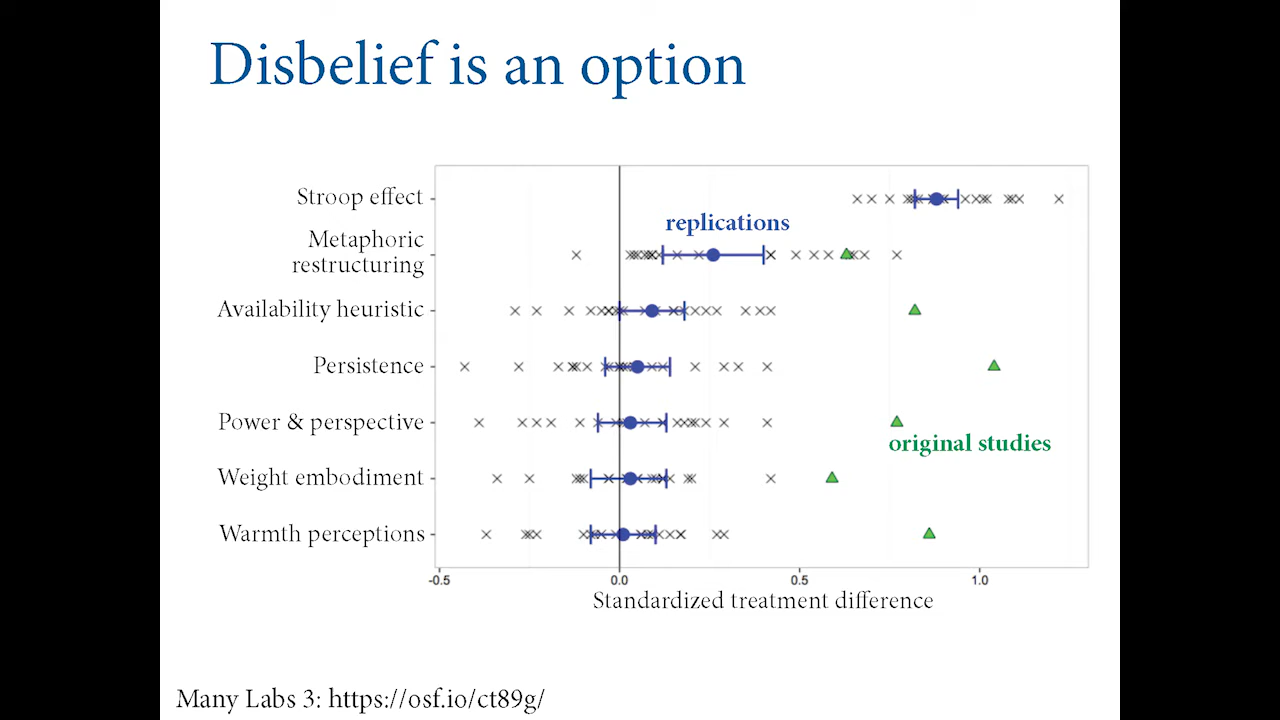 Disbelief is an option
Stroop effect
replications
Metaphoric
restructuring
Availability heuristic
Persistence
Power & perspective
original studies
Weight embodiment
Warmth perceptions
-0.5 0.0 0.5 1.0
Standardized treatment difference
Many Labs 3: https://osf.io/ct89g/